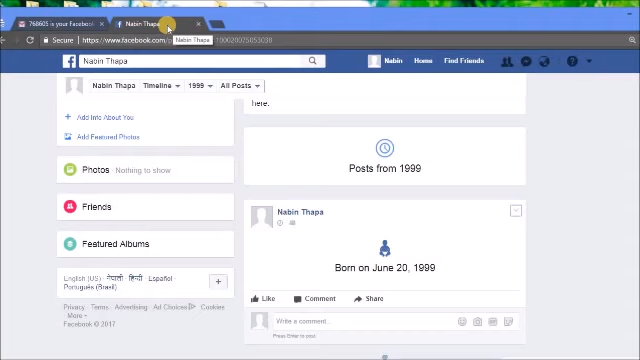 768605 is your Facebook
Nabin Thapa
Secure
https://www.facebook.com/
100020075055038
Nabin Thapa
Nabin Thapa
Nabin
Home
Find Friends
Nabin Thapa
Timeline
1999
All Posts
here.
Add Info About You
Add Featured Photos
Photos · Nothing to show
Posts from 1999
Friends
Nabin Thapa
Featured Albums
Born on June 20, 1999
English (US) · नेपाली · हिन्दी · Español ·
Português (Brasil)
Like
Comment
Share
Privacy · Terms · Advertising · Ad Choices · Cookies ·
More
Facebook © 2017
Write a comment...
Press Enter to post.